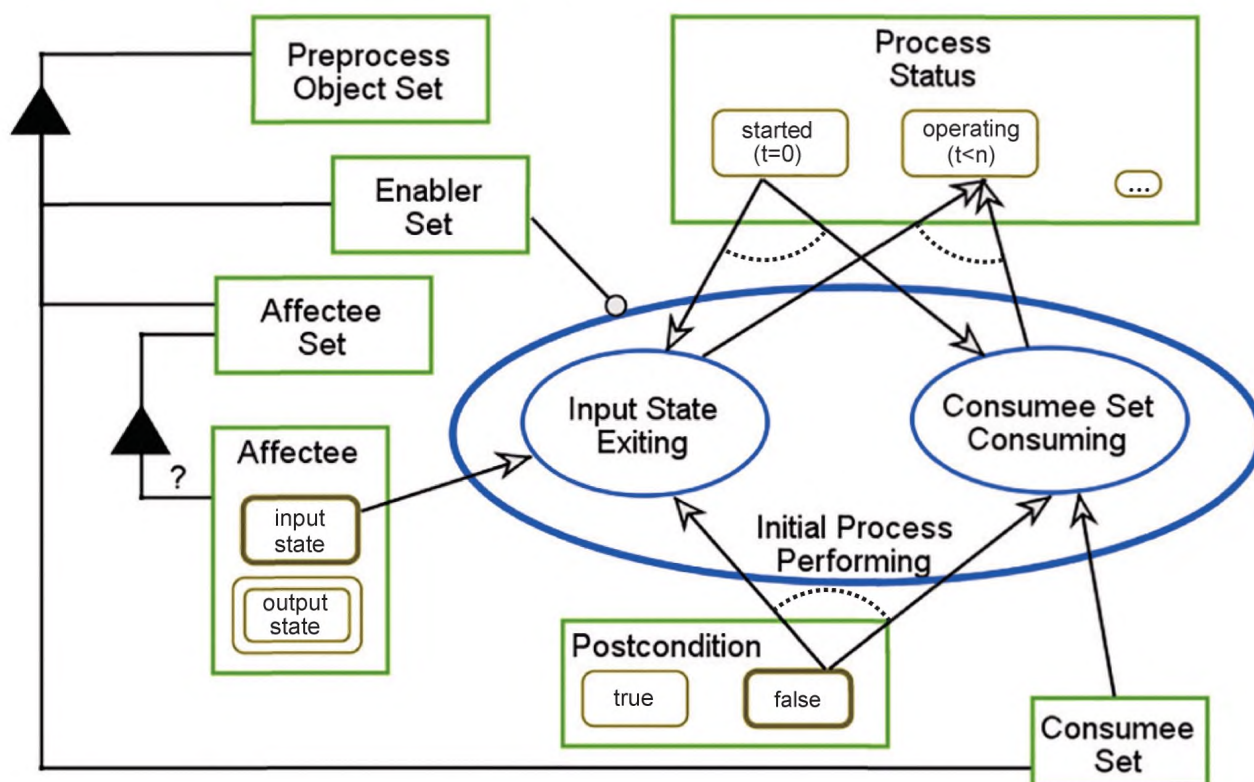 Preprocess
Object Set
Process
Status
started
(t=0)
operating
(t<n)
...
Enabler
Set
Affectee
Set
Input State
Exiting
Consumee Set
Consuming
Affectee
?
input
state
output
state
Initial Process
Performing
Postcondition
true
false
Consumee
Set